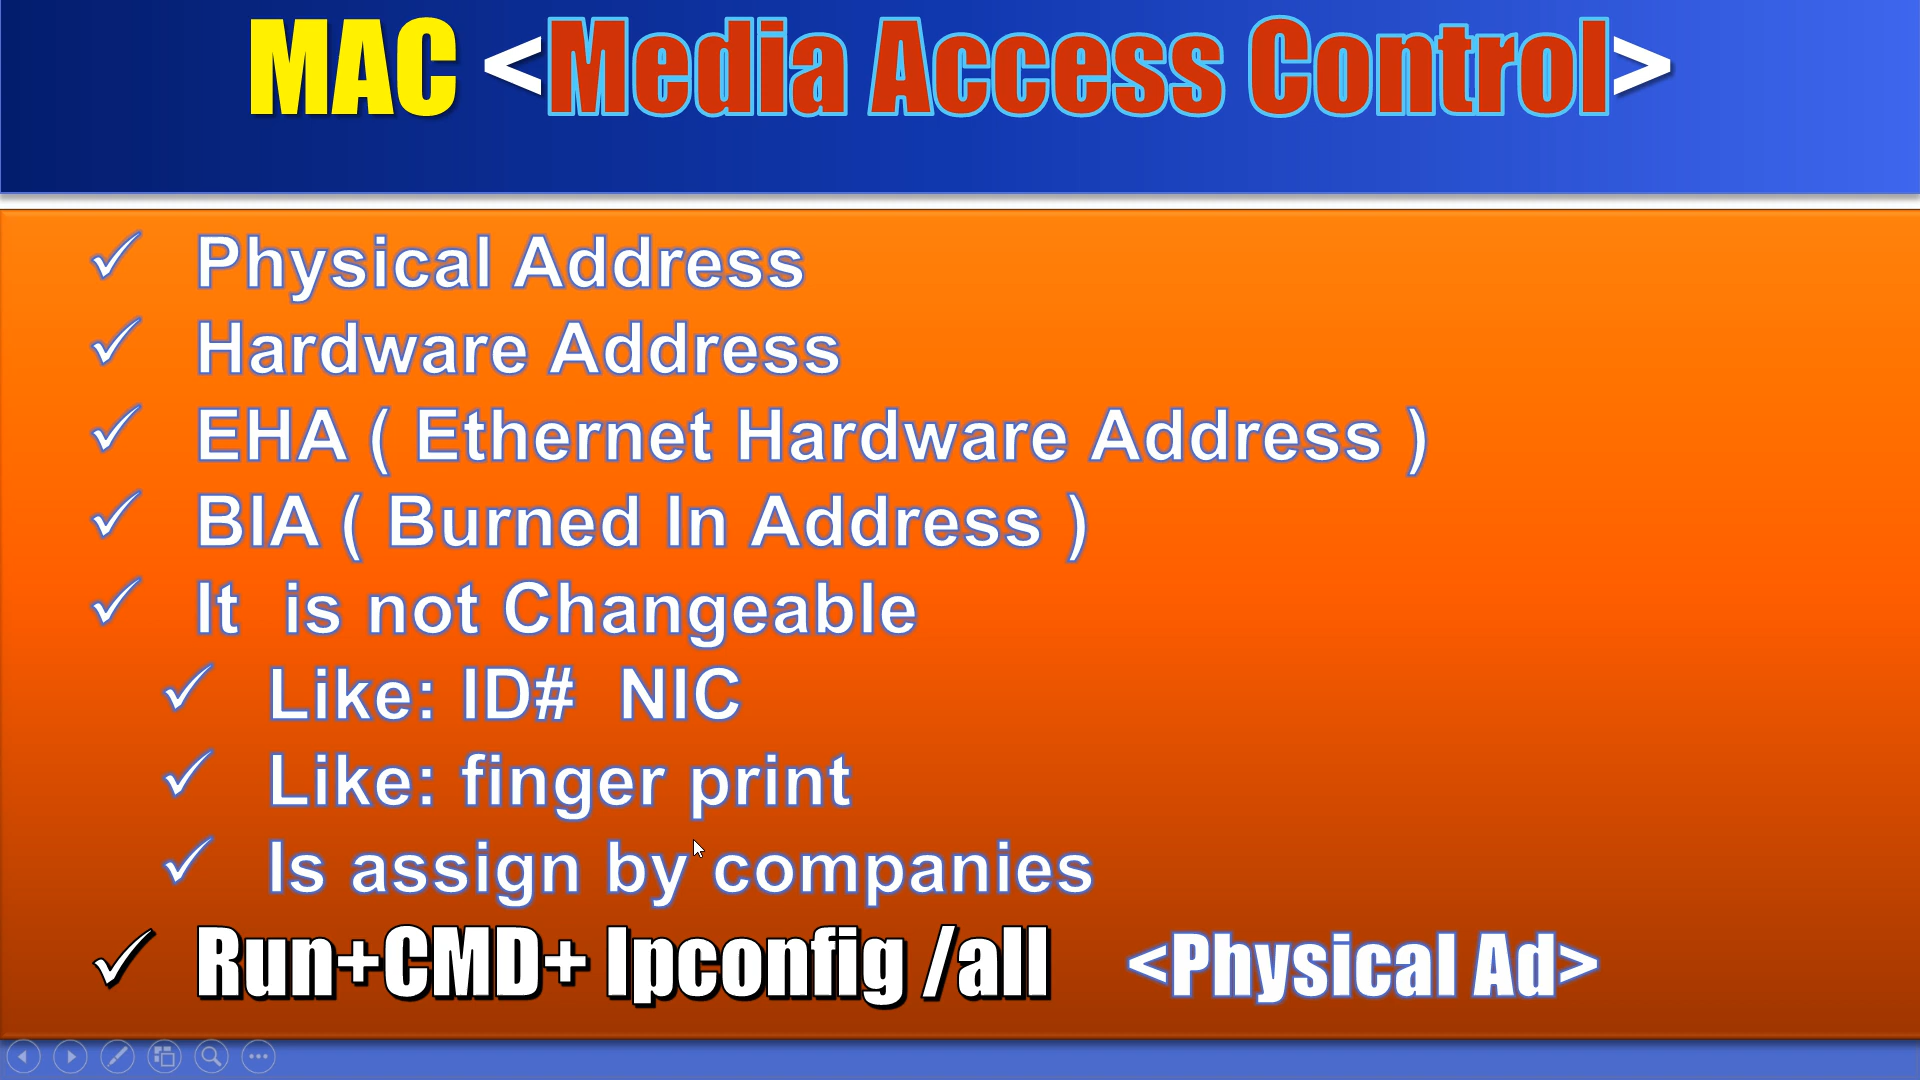 MAC <Media Access Control>
Physical Address
Hardware Address
EHA ( Ethernet Hardware Address )
BIA ( Burned In Address )
It is not Changeable
Like: ID# NIC
Like: finger print
Is assign by companies
Run+CMD+ Ipconfig /all <Physical Ad>